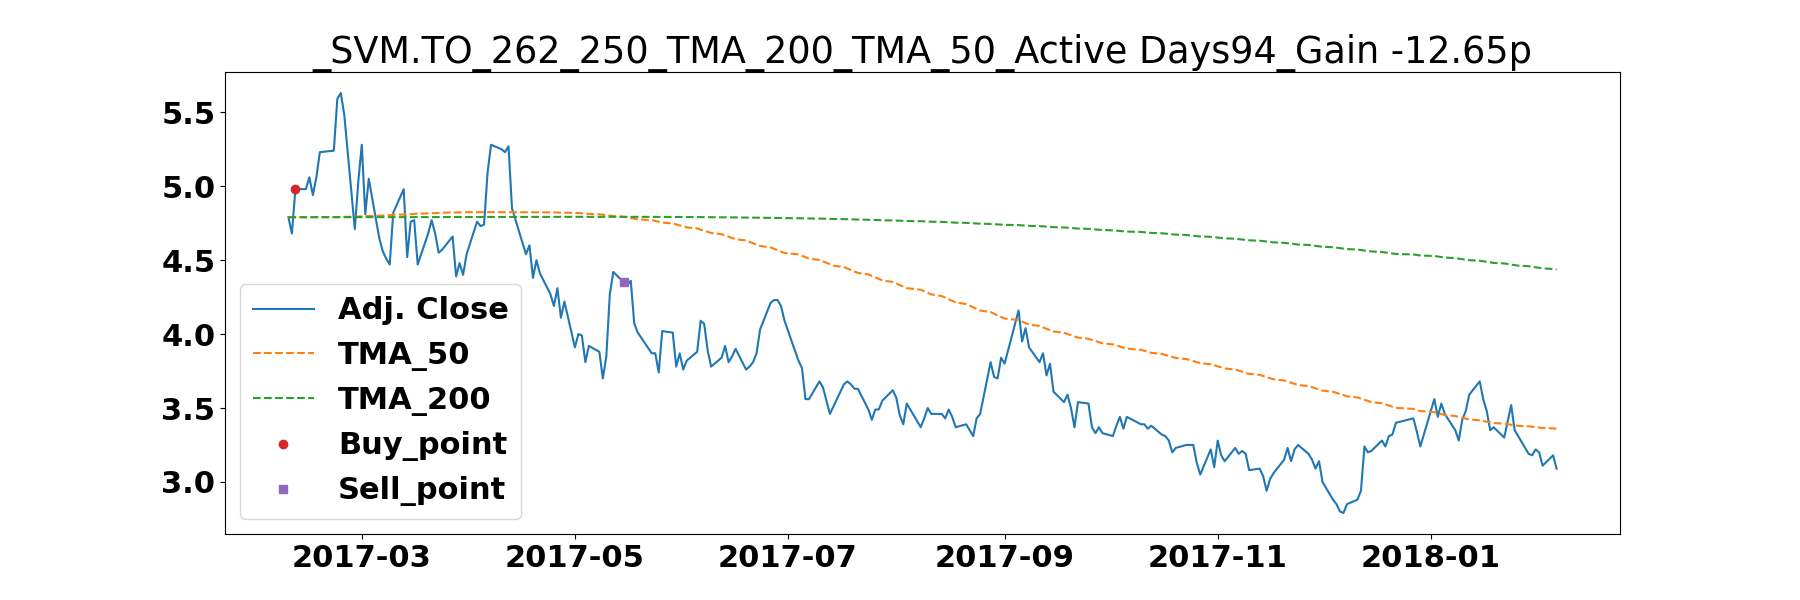 _SVM.TO_262_250_TMA_200_TMA_50_Active Days94_Gain -12.65p
5.5
5.0
4.5
4.0
3.5
3.0
Adj. Close
TMA_50
TMA_200
Buy_point
Sell_point
2017-03 2017-05 2017-07 2017-09 2017-11 2018-01